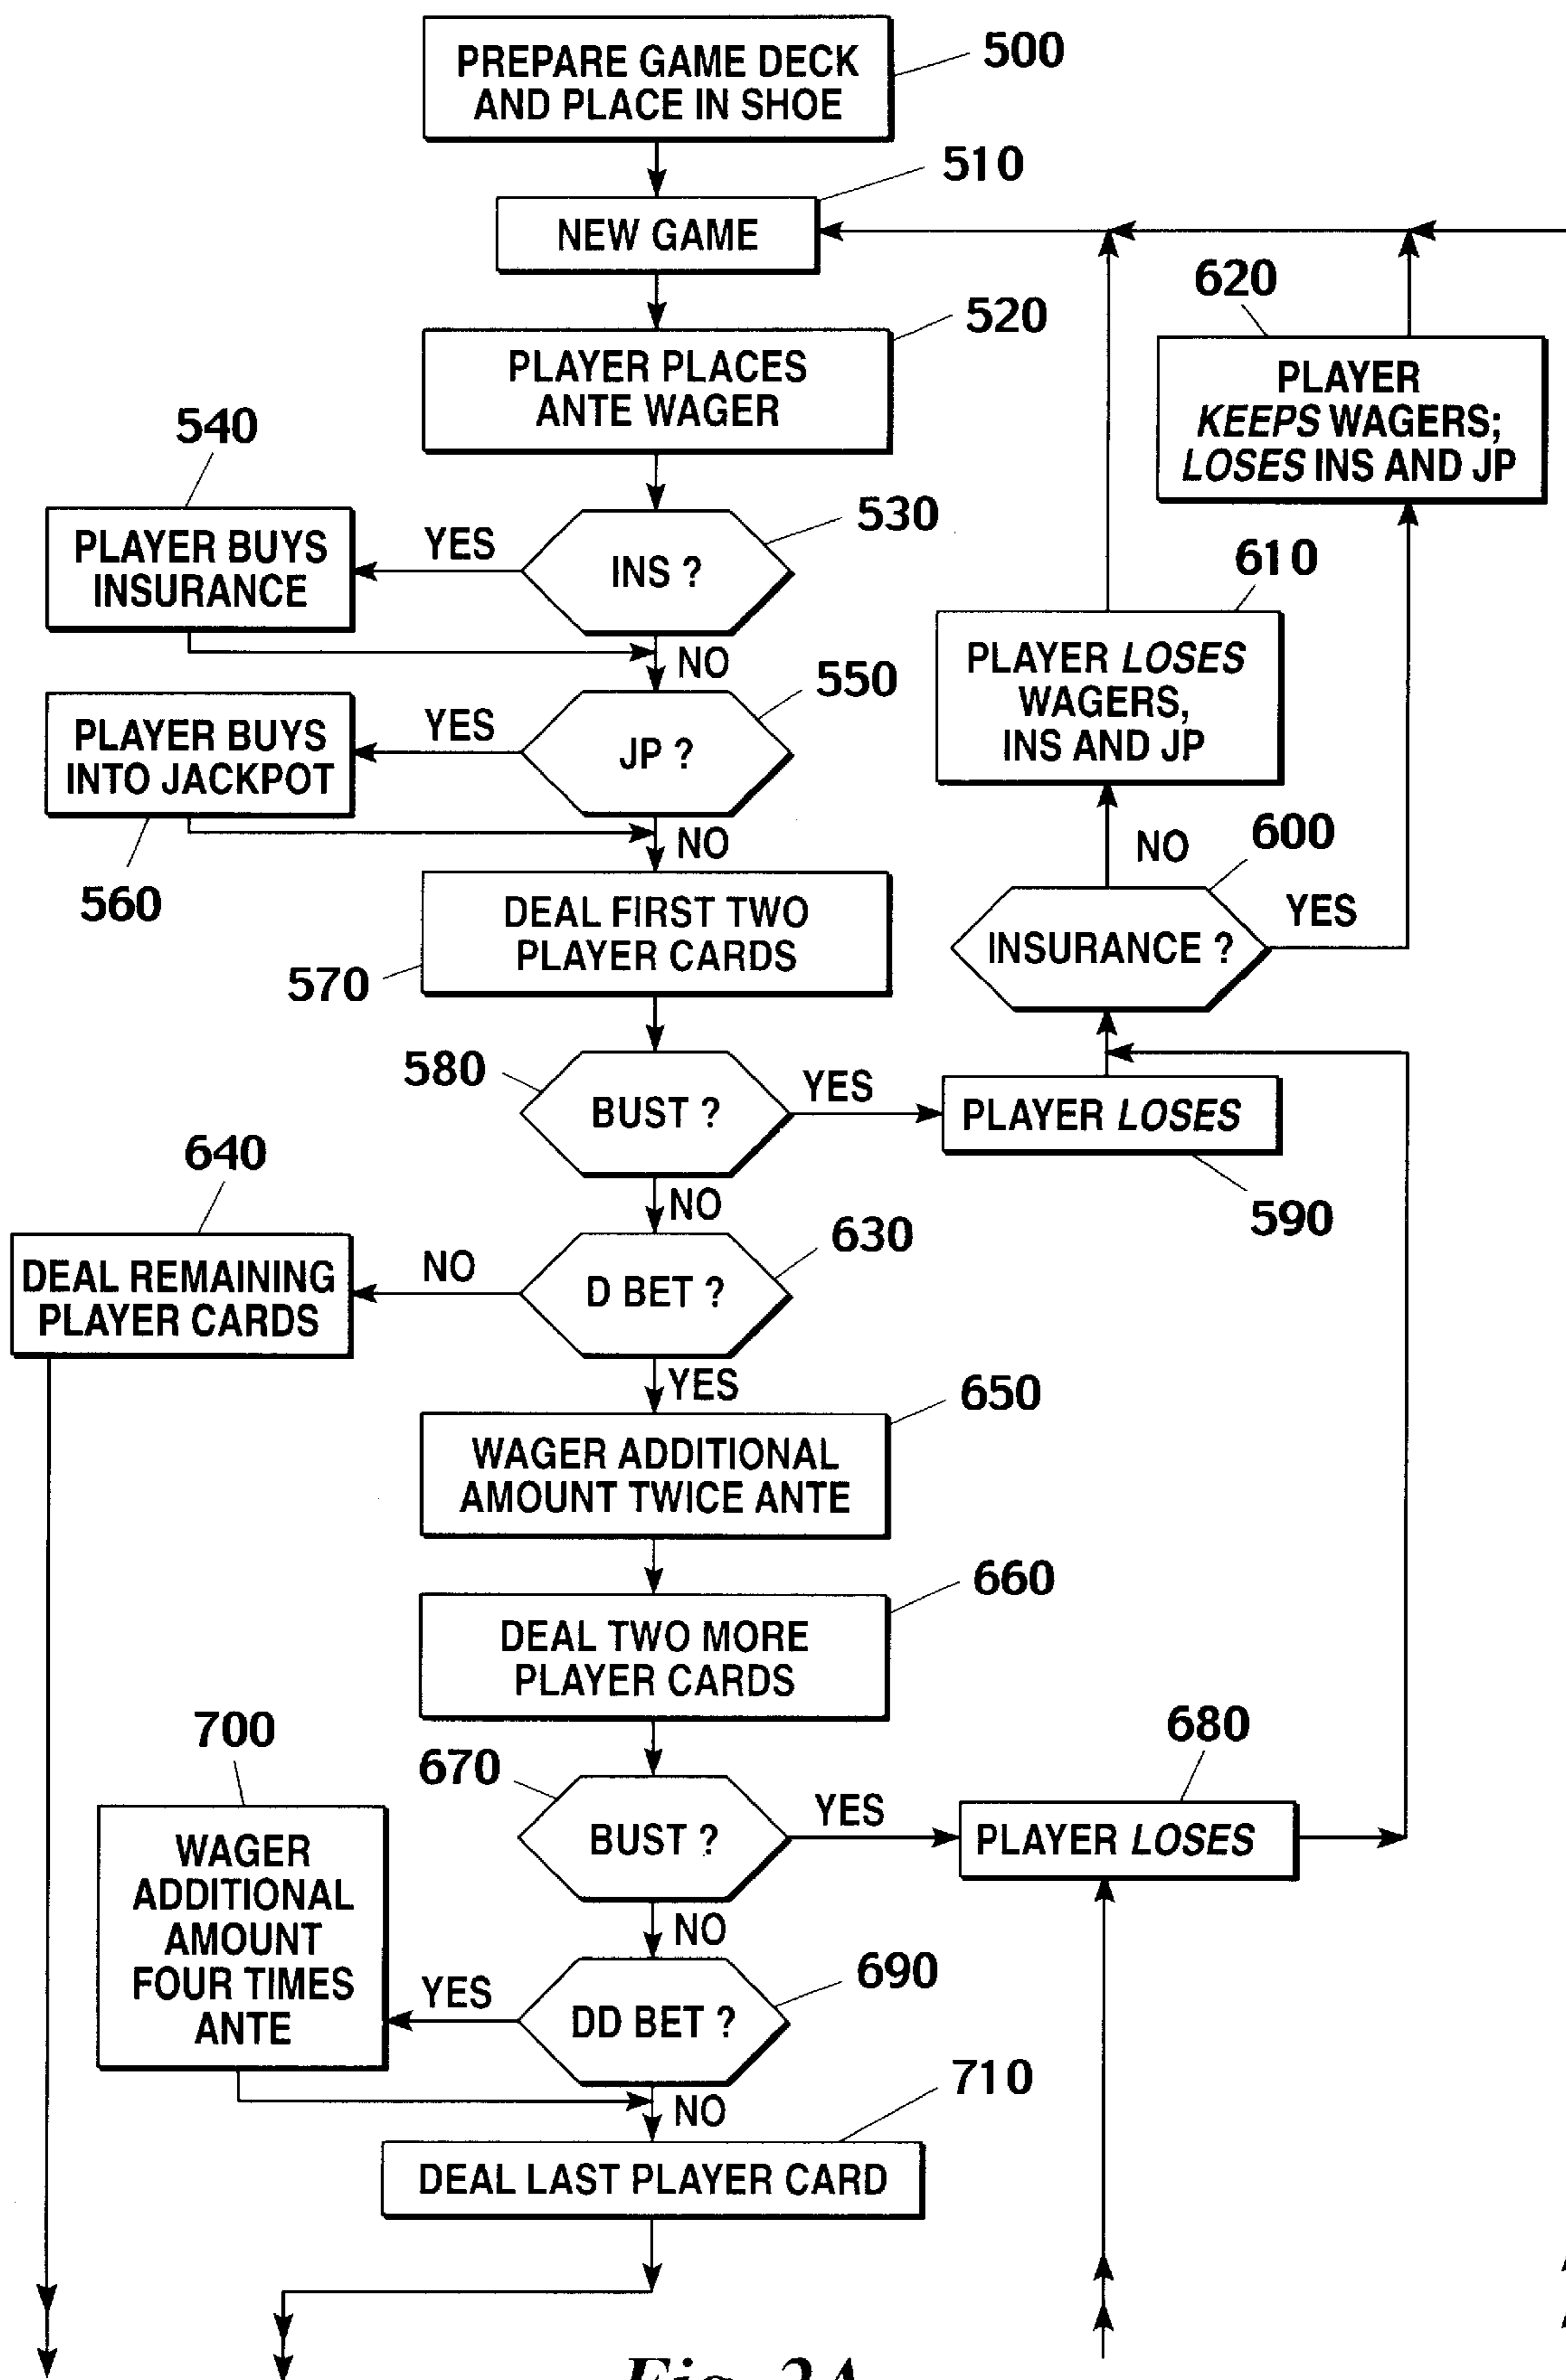 PREPARE GAME DECK
AND PLACE IN SHOE
500
510
NEW GAME
520
PLAYER PLACES
ANTE WAGER
620
PLAYER
KEEPS WAGERS;
LOSES INS AND JP
540
530
PLAYER BUYS
INSURANCE
YES
INS ?
NO
610
PLAYER LOSES
WAGERS,
INS AND JP
550
PLAYER BUYS
INTO JACKPOT
YES
JP ?
NO
560
NO
600
INSURANCE ?
YES
DEAL FIRST TWO
PLAYER CARDS
570
580
BUST ?
YES
PLAYER LOSES
590
NO
640
630
DEAL REMAINING
PLAYER CARDS
NO
D BET ?
YES
650
WAGER ADDITIONAL
AMOUNT TWICE ANTE
660
DEAL TWO MORE
PLAYER CARDS
700
670
680
BUST ?
YES
PLAYER LOSES
WAGER
ADDITIONAL
AMOUNT
FOUR TIMES
ANTE
NO
690
YES
DD BET ?
NO
710
DEAL LAST PLAYER CARD
Fig. 2A